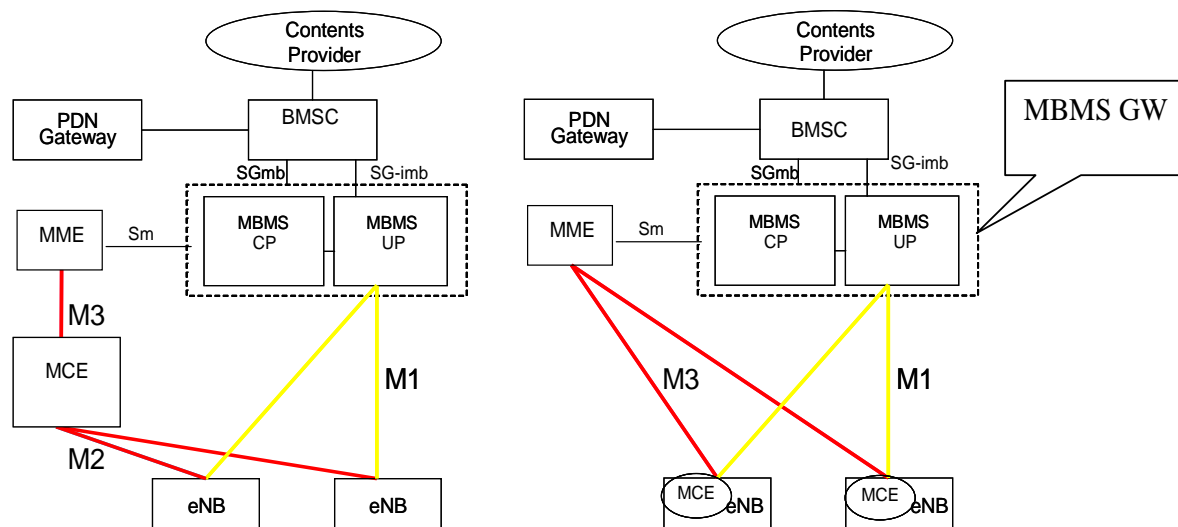 Contents
Provider
PDN
Gateway
BMSC
SGmb
SG-imb
MME
Sm
MBMS
CP
MBMS
UP
M3
MCE
M1
M2
eNB
eNB
Contents
Provider
PDN
Gateway
BMSC
MBMS GW
SGmb
SG-imb
MME
Sm
MBMS
CP
MBMS
UP
M3
M1
MCE
eNB
MCE
eNB